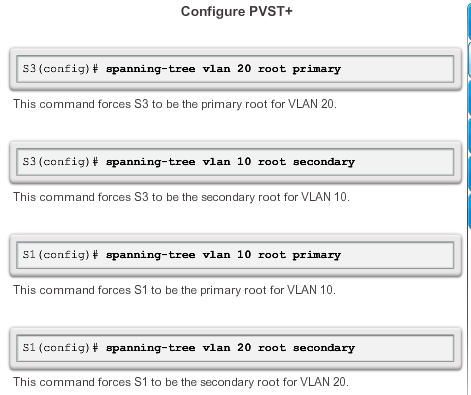 Configure PVST+
S3(config)# spanning-tree vlan 20 root primary
This command forces S3 to be the primary root for VLAN 20.
S3(config)# spanning-tree vlan 10 root secondary
This command forces S3 to be the secondary root for VLAN 10.
S1(config)# spanning-tree vlan 10 root primary
This command forces S1 to be the primary root for VLAN 10.
S1(config)# spanning-tree vlan 20 root secondary
This command forces S1 to be the secondary root for VLAN 20.